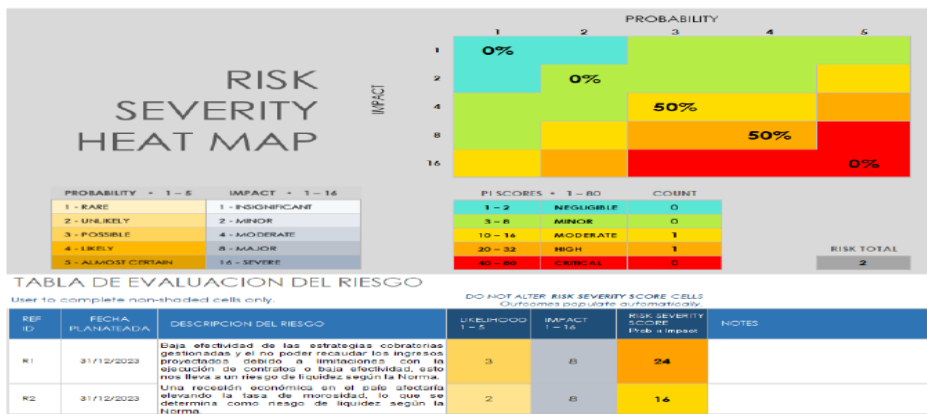 PROBABILITY
1 2 3 4 5
RISK
SEVERITY
HEAT MAP
IMPACT
1 0%
2 0%
4 50%
8 50%
16 0%
PROBABILITY - 1 – 5 IMPACT - 1 – 16
1 - RARE 1 - INSIGNIFICANT
2 - UNLIKELY 2 - MINOR
3 - POSSIBLE 4 - MODERATE
4 - LIKELY 8 - MAJOR
5 - ALMOST CERTAIN 16 - SEVERE
PI SCORES - 1 – 80 COUNT
1 – 2 NEGLIGIBLE 0
3 – 8 MINOR 0
10 – 16 MODERATE 1
20 – 32 HIGH 1
40 – 80 CRITICAL 0
RISK TOTAL
2
TABLA DE EVALUACION DEL RIESGO
User to complete non-shaded cells only.
DO NOT ALTER RISK SEVERITY SCORE CELLS
Outcomes populate automatically.
REF ID FECHA PLANATEADA DESCRIPCION DEL RIESGO LIKELIHOOD 1 – 5 IMPACT 1 – 16 RISK SEVERITY SCORE Prob x Impact NOTES
R1 31/12/2023
Baja efectividad de las estrategias cobratorias
gestionadas y el no poder recaudar los ingresos
proyectados debido a limitaciones con la
ejecución de contratos o baja efectividad, esto
nos lleva a un riesgo de liquidez según la Norma.
3 8 24
R2 31/12/2023
Una recesión económica en el país afectaría
elevando la tasa de morosidad, lo que se
determina como riesgo de liquidez según la
Norma.
2 8 16